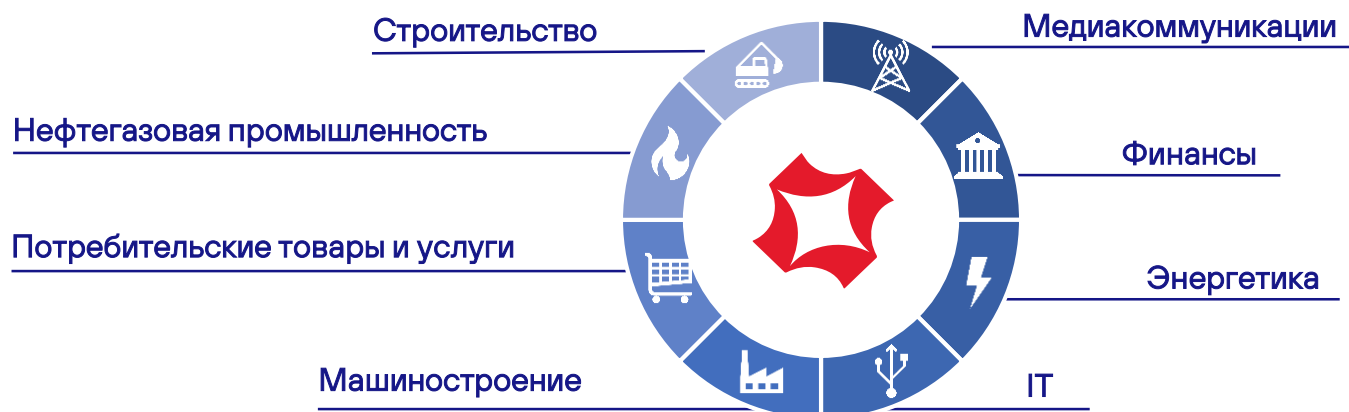 Строительство
Медиакоммуникации
Нефтегазовая промышленность
Финансы
Потребительские товары и услуги
Энергетика
Машиностроение
IT